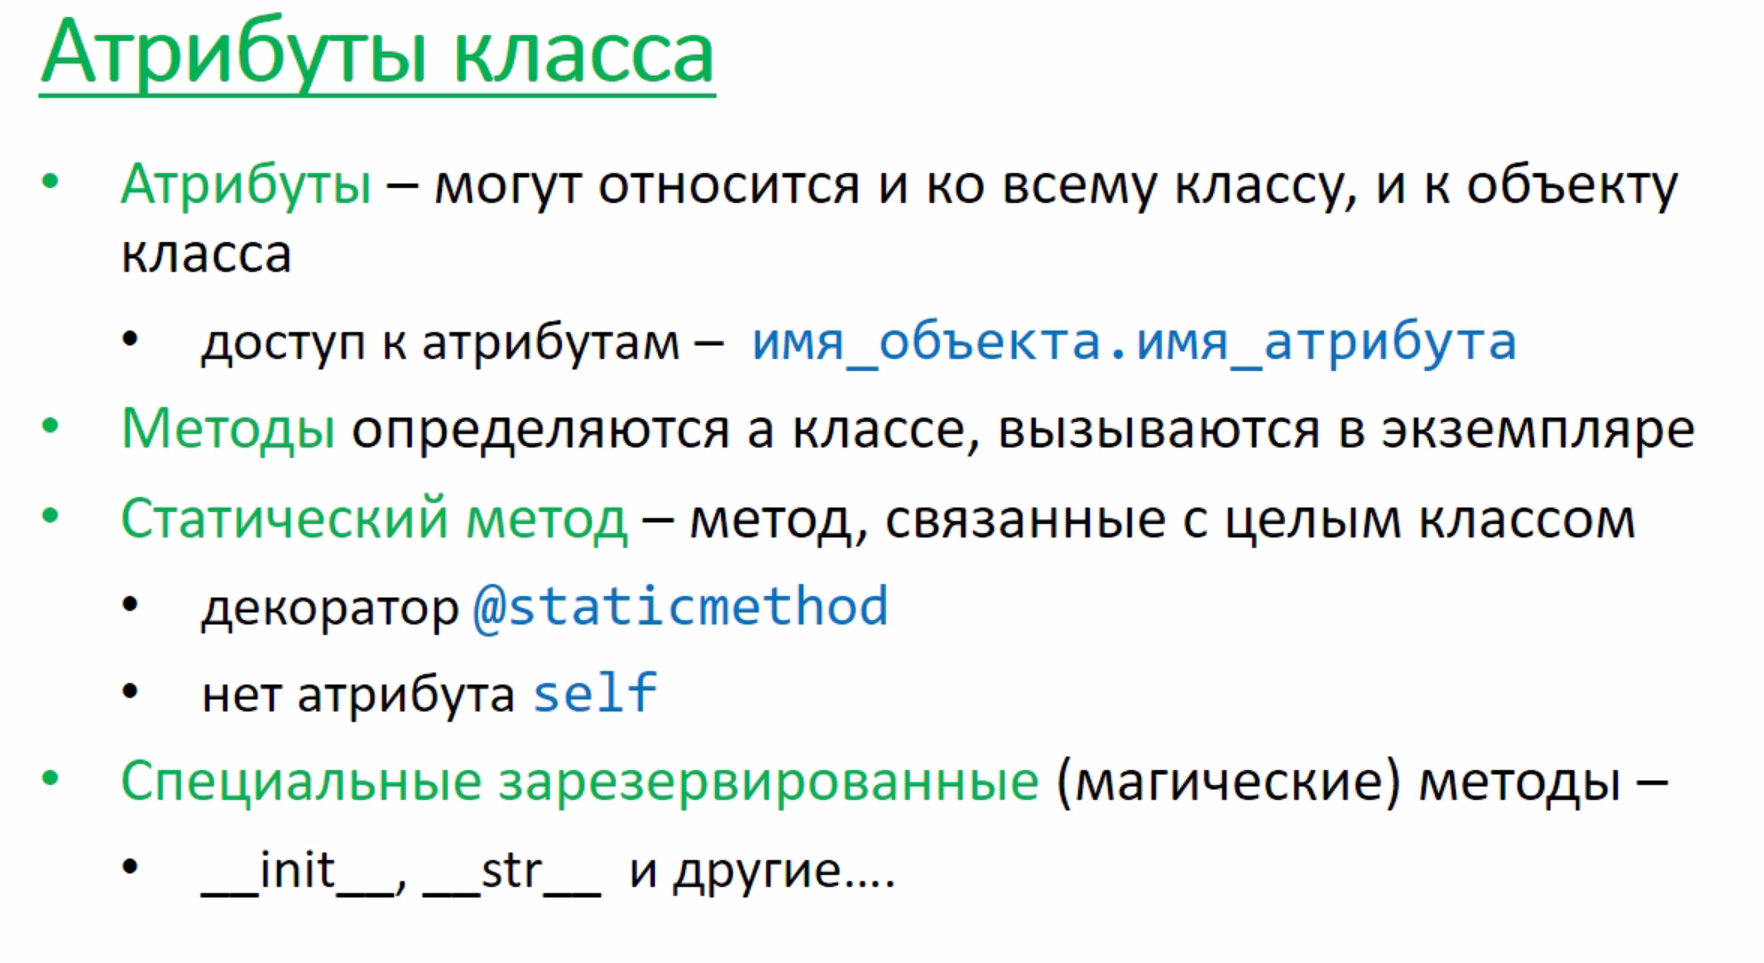 Атрибуты класса
• Атрибуты – могут относится и ко всему классу, и к объекту
класса
• доступ к атрибутам – имя_объекта.имя_атрибута
• Методы определяются а классе, вызываются в экземпляре
• Статический метод – метод, связанные с целым классом
• декоратор @staticmethod
• нет атрибута self
• Специальные зарезервированные (магические) методы –
• __init__, __str__ и другие....